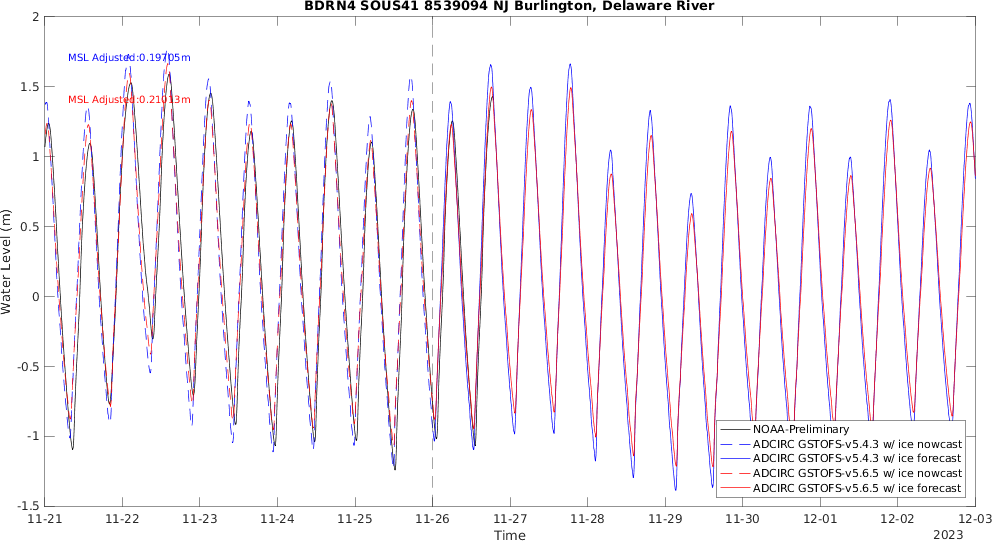 BDRN4 SOUS41 8539094 NJ Burlington, Delaware River
2
1.5
1
0.5
0
-0.5
-1
-1.5
Water Level (m)
MSL Adjusted:0.19705m
MSL Adjusted:0.21013m
NOAA-Preliminary
ADCIRC GSTOFS-v5.4.3 w/ ice nowcast
ADCIRC GSTOFS-v5.4.3 w/ ice forecast
ADCIRC GSTOFS-v5.6.5 w/ ice nowcast
ADCIRC GSTOFS-v5.6.5 w/ ice forecast
11-21 11-22 11-23 11-24 11-25 11-26 11-27 11-28 11-29 11-30 12-01 12-02 12-03
Time
2023